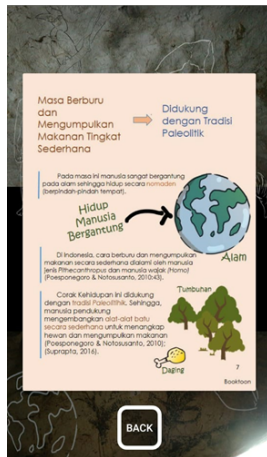 Masa Berburu
dan
Mengumpulkan
Makanan Tingkat
Sederhana
Didukung
dengan Tradisi
Paleolitik
Pada masa ini manusia sangat bergantung
pada alam sehingga hidup secara nomaden
(berpindah-pindah tempat).
Hidup
Manusia
Bergantung
Alam
Di Indonesia, cara berburu dan mengumpulkan
makanan secara sederhana dialami oleh manusia
jenis Pithecanthropus dan manusia wajak (Homo)
(Poesponegoro & Notosusanto, 2010:43).
Corak Kehidupan ini didukung
dengan tradisi Paleolithik. Sehingga,
manusia pendukung
mengembangkan alat-alat batu
secara sederhana untuk menangkap
hewan dan mengumpulkan makanan
(Poesponegoro & Notosusanto, 2010);
(Suprapta, 2016).
Tumbuhan
Daging
7
Booktoon
BACK